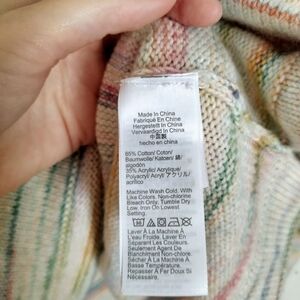 Made In China
Fabriqué En Chine
Hergestellt In China
Vervaardigd In China
中国製
hecho en china
65% Cotton/ Coton/
Baumwolle/ Katoen/ 綿/
algodón
35% Acrylic/ Acrylique/
Polyacryl/ Acryl/ アクリル/
acrílico
Machine Wash Cold. With
Like Colors. Non-chlorine
Bleach Only. Tumble Dry
Low. Iron On Lowest
Setting.
Laver À La Machine À
L'eau Froide. Laver En
Séparant Les Couleurs.
Seulement Agent De
Blanchiment Non-chlore.
Sécher À La Machine À
Basse Température.
Repasser À Fer Doux Si
Nécessaire.